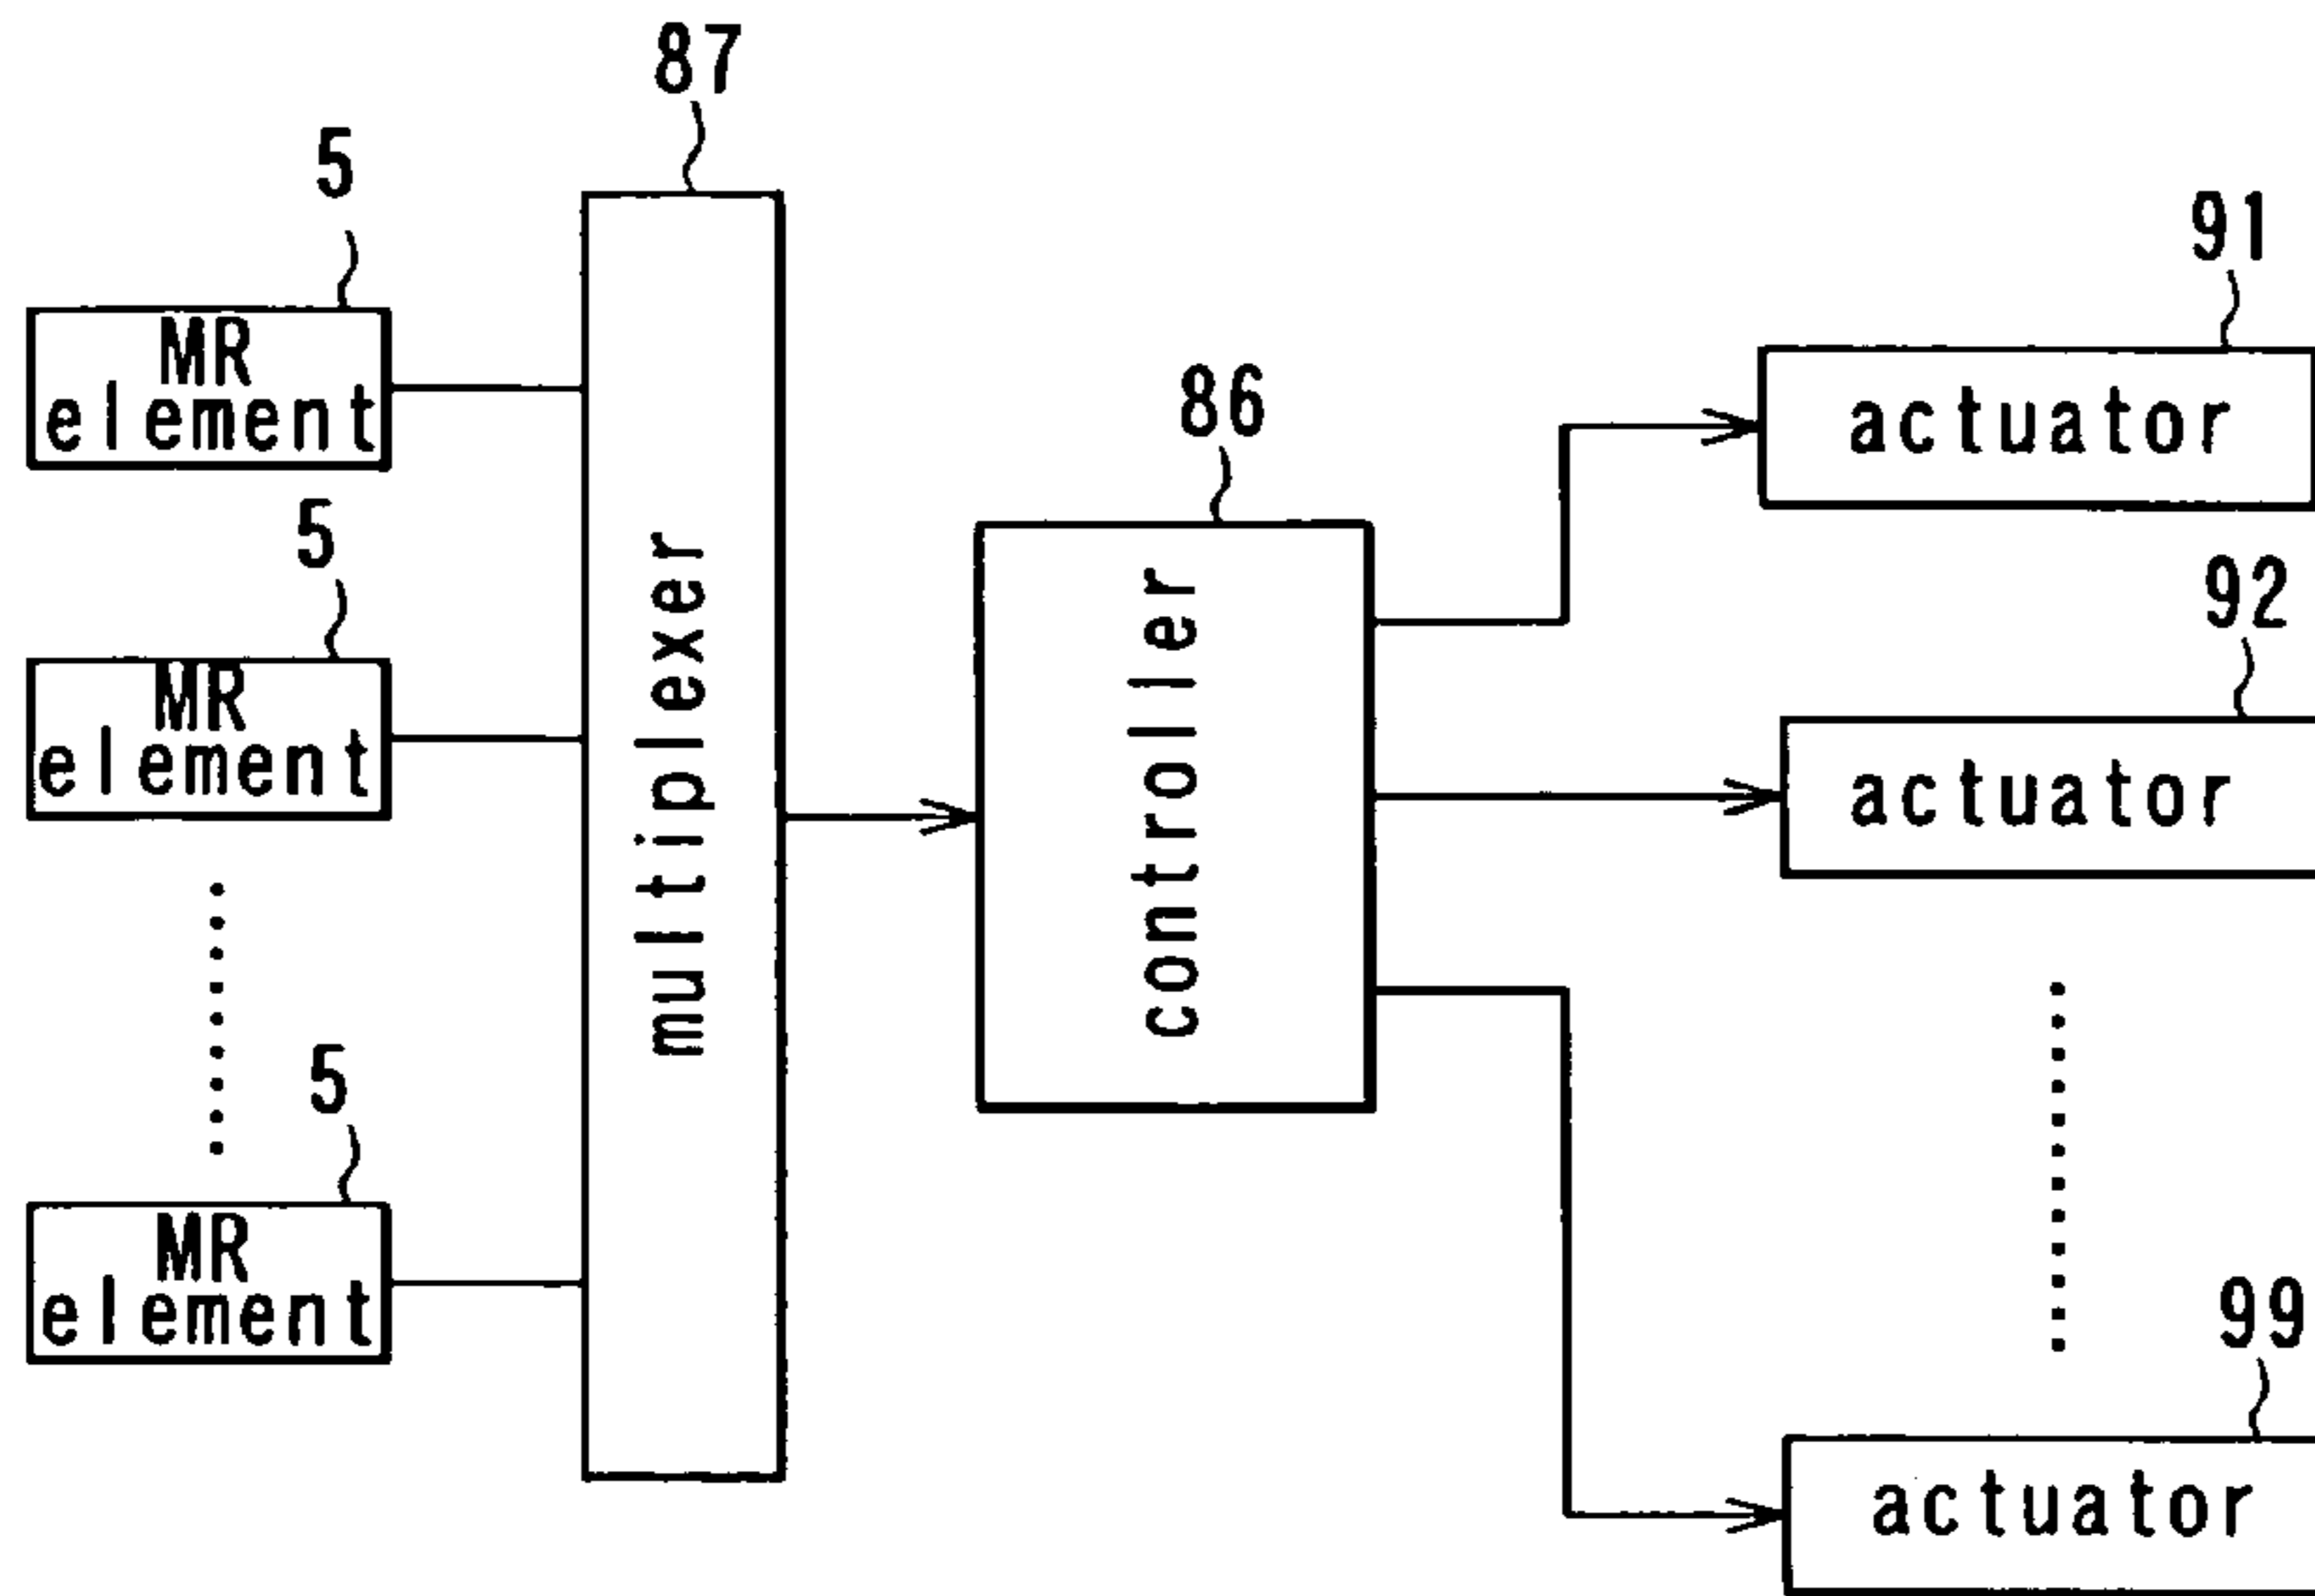 87
5
MR
element
5
MR
element
5
MR
element
multiplexer
86
controller
91
actuator
92
actuator
99
actuator